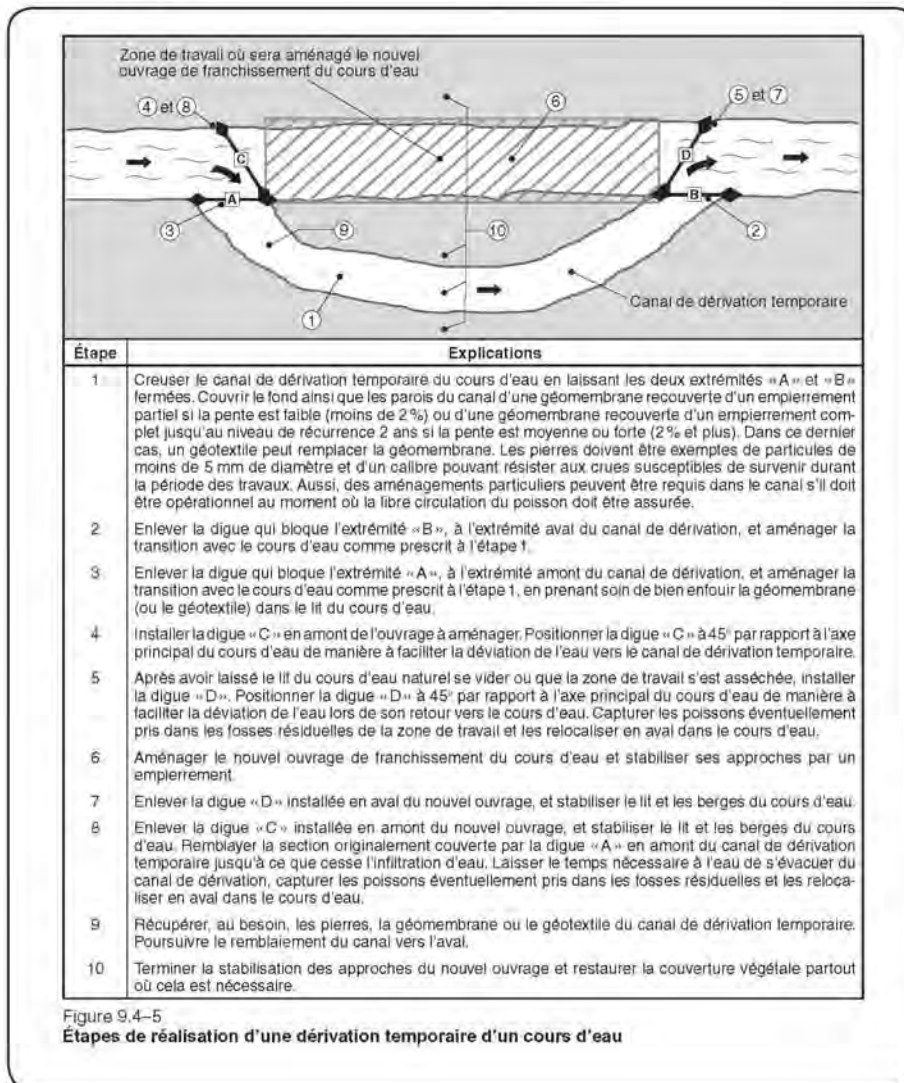 Zone de travail où sera aménagé le nouvel
ouvrage de franchissement du cours d'eau
④ et ⑧
⑥
⑤ et ⑦
C
D
A
B
③
⑨
⑩
②
①
Canal de dérivation temporaire
Étape Explications
1 Creuser le canal de dérivation temporaire du cours d'eau en laissant les deux extrémités «A» et «B»
fermées. Couvrir le fond ainsi que les parois du canal d'une géomembrane recouverte d'un empierrement
partiel si la pente est faible (moins de 2 %) ou d'une géomembrane recouverte d'un empierrement com-
plet jusqu'au niveau de récurrence 2 ans si la pente est moyenne ou forte (2 % et plus). Dans ce dernier
cas, un géotextile peut remplacer la géomembrane. Les pierres doivent être exemptes de particules de
moins de 5 mm de diamètre et d'un calibre pouvant résister aux crues susceptibles de survenir durant
la période des travaux. Aussi, des aménagements particuliers peuvent être requis dans le canal s'il doit
être opérationnel au moment où la libre circulation du poisson doit être assurée.
2 Enlever la digue qui bloque l'extrémité «B», à l'extrémité aval du canal de dérivation, et aménager la
transition avec le cours d'eau comme prescrit à l'étape 1.
3 Enlever la digue qui bloque l'extrémité «A», à l'extrémité amont du canal de dérivation, et aménager la
transition avec le cours d'eau comme prescrit à l'étape 1, en prenant soin de bien enfouir la géomembrane
(ou le géotextile) dans le lit du cours d'eau.
4 Installer la digue «C» en amont de l'ouvrage à aménager. Positionner la digue «C» à 45° par rapport à l'axe
principal du cours d'eau de manière à faciliter la déviation de l'eau vers le canal de dérivation temporaire.
5 Après avoir laissé le lit du cours d'eau naturel se vider ou que la zone de travail s'est asséchée, installer
la digue «D». Positionner la digue «D» à 45° par rapport à l'axe principal du cours d'eau de manière à
faciliter la déviation de l'eau lors de son retour vers le cours d'eau. Capturer les poissons éventuellement
pris dans les fosses résiduelles de la zone de travail et les relocaliser en aval dans le cours d'eau.
6 Aménager le nouvel ouvrage de franchissement du cours d'eau et stabiliser ses approches par un
empierrement.
7 Enlever la digue «D» installée en aval du nouvel ouvrage, et stabiliser le lit et les berges du cours d'eau.
8 Enlever la digue «C» installée en amont du nouvel ouvrage, et stabiliser le lit et les berges du cours
d'eau. Remblayer la section originalement couverte par la digue «A» en amont du canal de dérivation
temporaire jusqu'à ce que cesse l'infiltration d'eau. Laisser le temps nécessaire à l'eau de s'évacuer du
canal de dérivation, capturer les poissons éventuellement pris dans les fosses résiduelles et les reloca-
liser en aval dans le cours d'eau.
9 Récupérer, au besoin, les pierres, la géomembrane ou le géotextile du canal de dérivation temporaire.
Poursuivre le remblaiement du canal vers l'aval.
10 Terminer la stabilisation des approches du nouvel ouvrage et restaurer la couverture végétale partout
où cela est nécessaire.
Figure 9.4–5
Étapes de réalisation d'une dérivation temporaire d'un cours d'eau